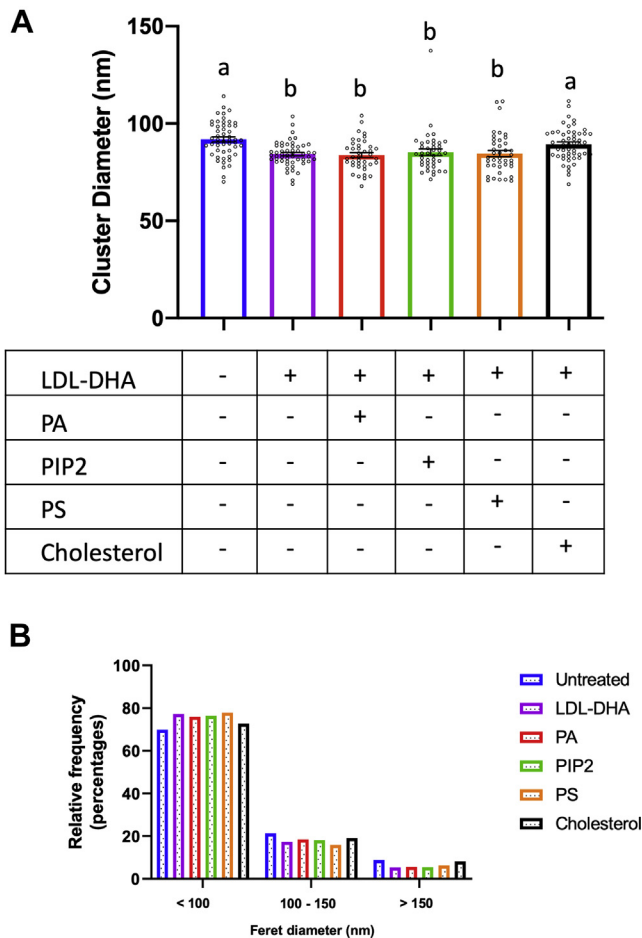 A
Cluster Diameter (nm)
150
100
50
0
a
b
b
b
b
a
LDL-DHA - + + + + +
PA - - + - - -
PIP2 - - - + - -
PS - - - - + -
Cholesterol - - - - - +
B
Relative frequency
(percentages)
100
80
60
40
20
0
< 100
100 - 150
> 150
Feret diameter (nm)
Untreated
LDL-DHA
PA
PIP2
PS
Cholesterol